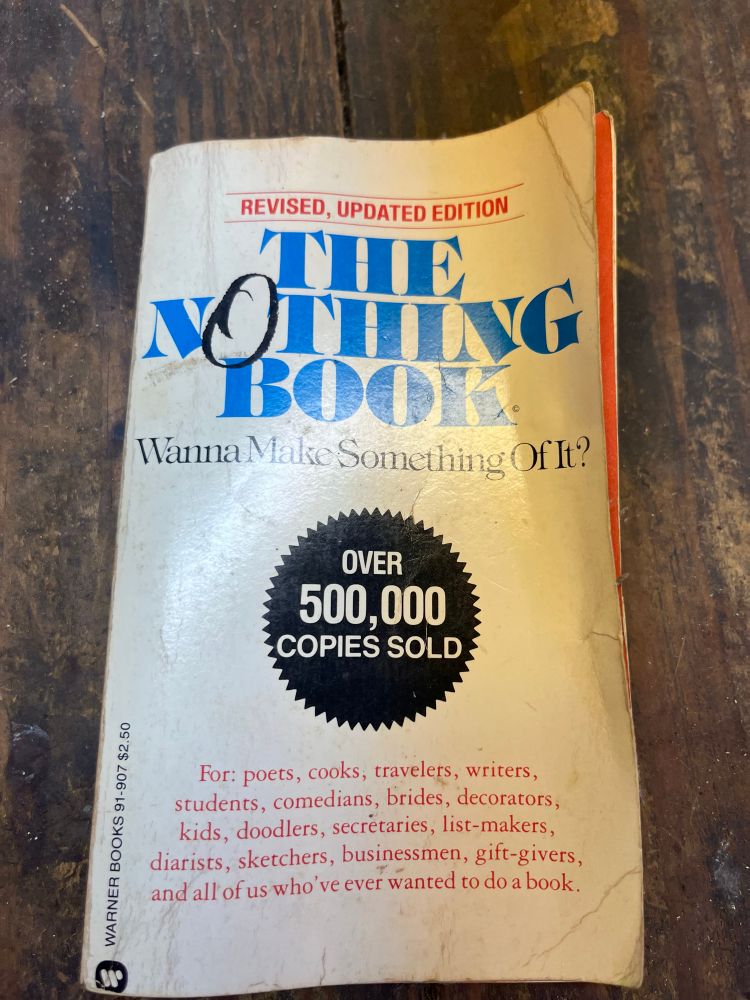 REVISED, UPDATED EDITION
THE
NOTHING
BOOK©
Wanna Make Something Of It?
OVER
500,000
COPIES SOLD
For: poets, cooks, travelers, writers,
students, comedians, brides, decorators,
kids, doodlers, secretaries, list-makers,
diarists, sketchers, businessmen, gift-givers,
and all of us who've ever wanted to do a book.
WARNER BOOKS 91-907 $2.50